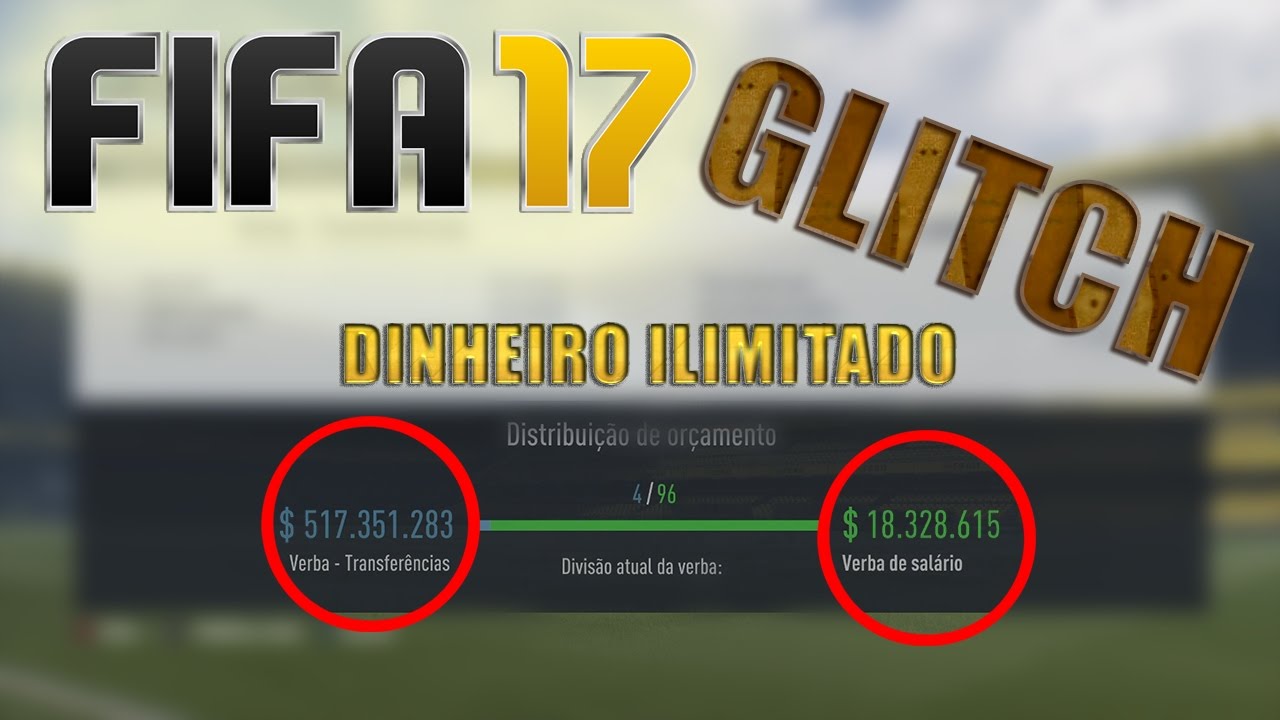 FIFA 17
GLITCH
DINHEIRO ILIMITADO
Distribuição de orçamento
4/96
$ 517.351.283
$ 18.328.615
Verba - Transferências
Divisão atual da verba:
Verba de salário